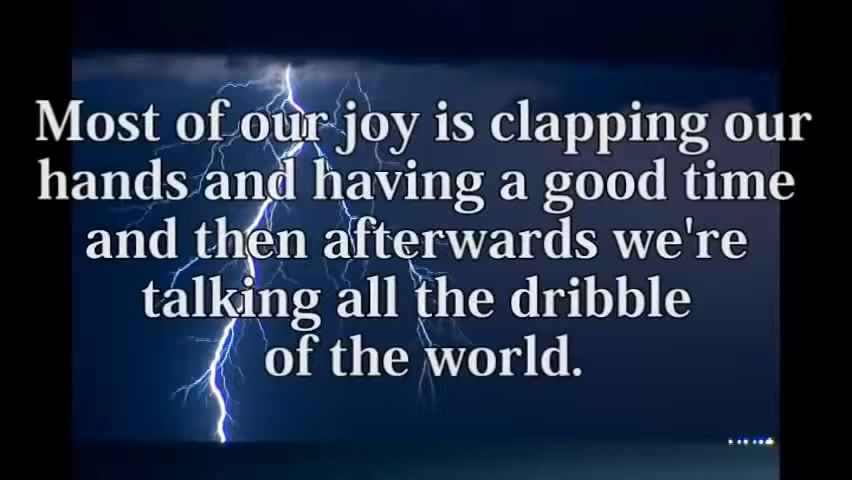 Most of our joy is clapping our
hands and having a good time
and then afterwards we're
talking all the dribble
of the world.